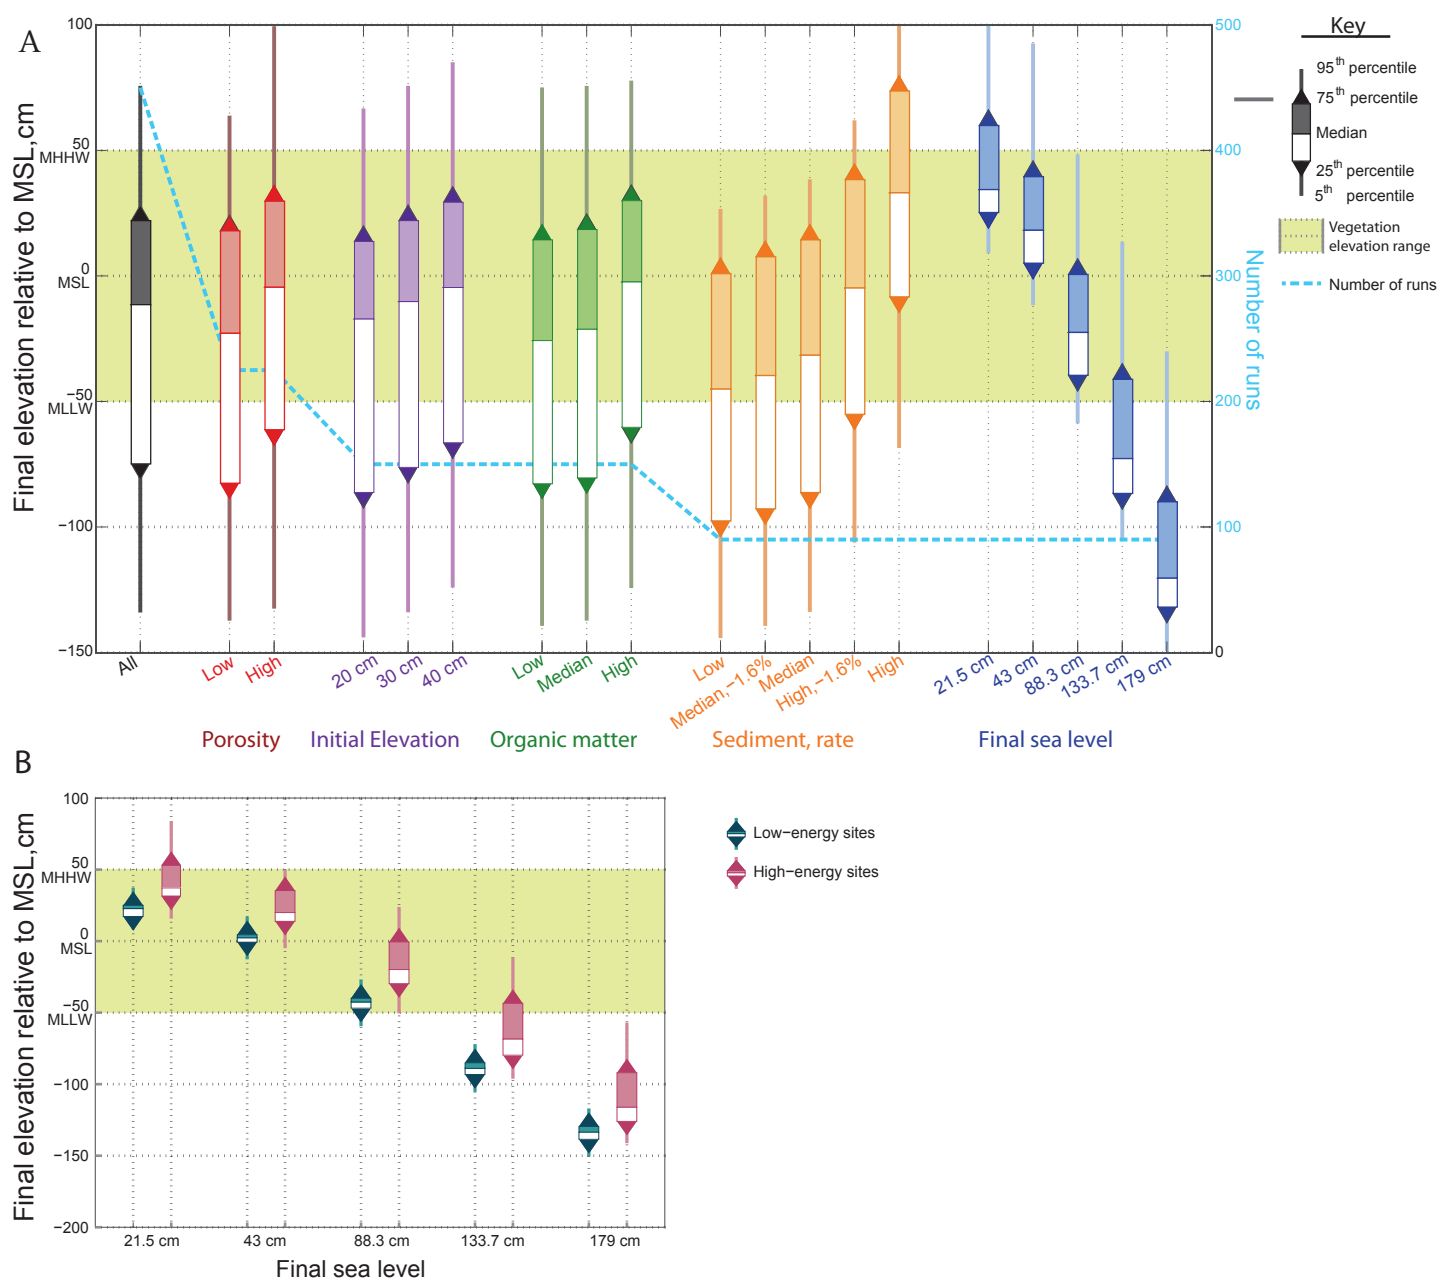 A
Final elevation relative to MSL,cm
100
50
MHHW
0
MSL
−50
MLLW
−100
−150
500
400
300
200
100
0
Number of runs
Key
95th percentile
75th percentile
Median
25th percentile
5th percentile
Vegetation
elevation range
Number of runs
All
Low
High
20 cm
30 cm
40 cm
Low
Median
High
Low
Median,−1.6%
Median
High,−1.6%
High
21.5 cm
43 cm
88.3 cm
133.7 cm
179 cm
Porosity
Initial Elevation
Organic matter
Sediment, rate
Final sea level
B
Final elevation relative to MSL,cm
100
50
MHHW
0
MSL
−50
MLLW
−100
−150
−200
21.5 cm
43 cm
88.3 cm
133.7 cm
179 cm
Final sea level
Low−energy sites
High−energy sites